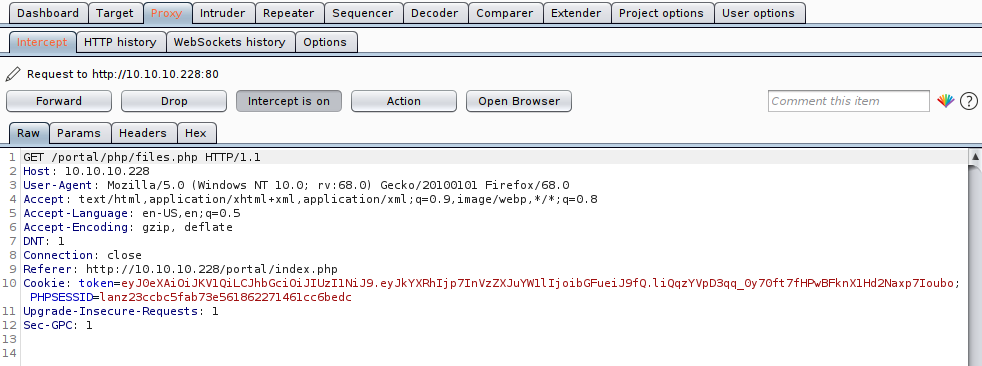 Dashboard Target Proxy Intruder Repeater Sequencer Decoder Comparer Extender Project options User options
Intercept HTTP history WebSockets history Options
Request to http://10.10.10.228:80
Forward Drop Intercept is on Action Open Browser Comment this item ?
Raw Params Headers Hex
1 GET /portal/php/files.php HTTP/1.1
2 Host: 10.10.10.228
3 User-Agent: Mozilla/5.0 (Windows NT 10.0; rv:68.0) Gecko/20100101 Firefox/68.0
4 Accept: text/html,application/xhtml+xml,application/xml;q=0.9,image/webp,*/*;q=0.8
5 Accept-Language: en-US,en;q=0.5
6 Accept-Encoding: gzip, deflate
7 DNT: 1
8 Connection: close
9 Referer: http://10.10.10.228/portal/index.php
10 Cookie: token=eyJ0eXAiOiJKV1QiLCJhbGciOiJIUzI1NiJ9.eyJkYXRhIjp7InVzZXJuYW1lIjoibGFueiJ9fQ.liQqzYVpD3qq_Oy70ft7fHPwBFknX1Hd2Naxp7Ioubo;
PHPSESSID=lanz23ccbc5fab73e561862271461cc6bedc
11 Upgrade-Insecure-Requests: 1
12 Sec-GPC: 1
13
14